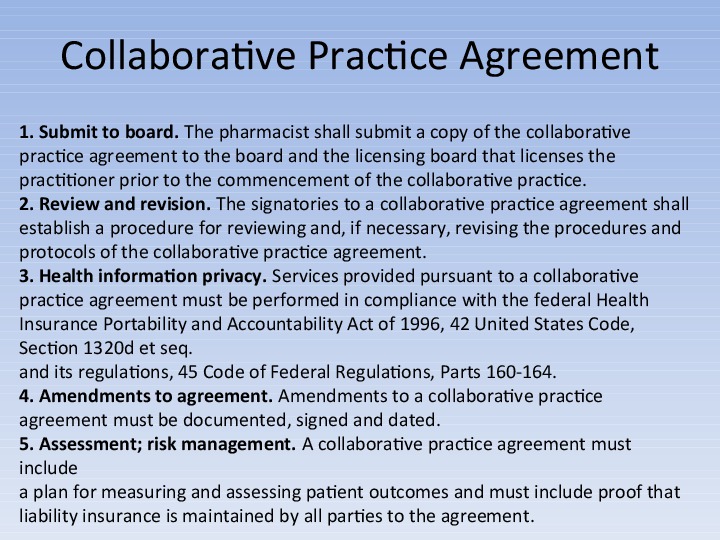 Collaborative Practice Agreement
1. Submit to board. The pharmacist shall submit a copy of the collaborative
practice agreement to the board and the licensing board that licenses the
practitioner prior to the commencement of the collaborative practice.
2. Review and revision. The signatories to a collaborative practice agreement shall
establish a procedure for reviewing and, if necessary, revising the procedures and
protocols of the collaborative practice agreement.
3. Health information privacy. Services provided pursuant to a collaborative
practice agreement must be performed in compliance with the federal Health
Insurance Portability and Accountability Act of 1996, 42 United States Code,
Section 1320d et seq.
and its regulations, 45 Code of Federal Regulations, Parts 160-164.
4. Amendments to agreement. Amendments to a collaborative practice
agreement must be documented, signed and dated.
5. Assessment; risk management. A collaborative practice agreement must
include
a plan for measuring and assessing patient outcomes and must include proof that
liability insurance is maintained by all parties to the agreement.